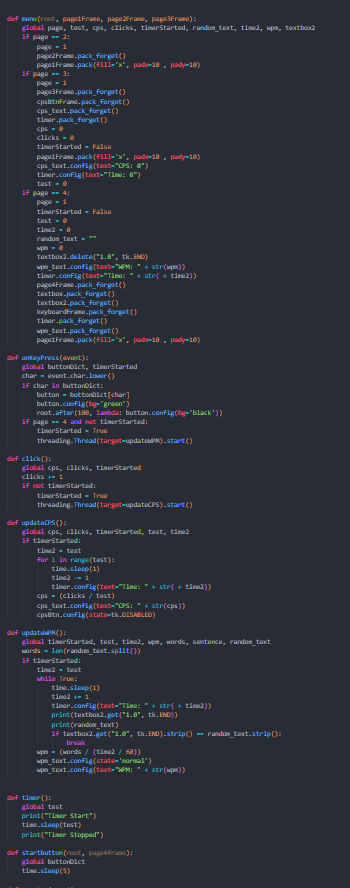 def menu(root, page1Frame, page2Frame, page3Frame):
    global page, test, cps, clicks, timerStarted, random_text, time2, wpm, textbox2
    if page == 2:
        page = 1
        page2Frame.pack_forget()
        page1Frame.pack(fill="x", padx=10 , pady=10)
    if page == 3:
        page = 1
        page3Frame.pack_forget()
        cpsBtnFrame.pack_forget()
        cps_text.pack_forget()
        timer.pack_forget()
        cps = 0
        clicks = 0
        timerStarted = False
        page1Frame.pack(fill="x", padx=10 , pady=10)
        cps_text.config(text="CPS: 0")
        timer.config(text="Time: 0")
        test = 0
    if page == 4:
        page = 1
        timerStarted = False
        test = 0
        time2 = 0
        random_text = ""
        wpm = 0
        textbox2.delete("1.0", tk.END)
        wpm_text.config(text="WPM: " + str(wpm))
        timer.config(text="Time: " + str( + time2))
        page4Frame.pack_forget()
        textbox.pack_forget()
        textbox2.pack_forget()
        keyboardFrame.pack_forget()
        timer.pack_forget()
        wpm_text.pack_forget()
        page1Frame.pack(fill="x", padx=10 , pady=10)
def onKeyPress(event):
    global buttonDict, timerStarted
    char = event.char.lower()
    if char in buttonDict:
        button = buttonDict[char]
        button.config(bg='green')
        root.after(100, lambda: button.config(bg='black'))
    if page == 4 and not timerStarted:
        timerStarted = True
        threading.Thread(target=updateWPM).start()
def click():
    global cps, clicks, timerStarted
    clicks += 1
    if not timerStarted:
        timerStarted = True
        threading.Thread(target=updateCPS).start()
def updateCPS():
    global cps, clicks, timerStarted, test, time2
    if timerStarted:
        time2 = test
        for i in range(test):
            time.sleep(1)
            time2 -= 1
            timer.config(text="Time: " + str( + time2))
        cps = (clicks / test)
        cps_text.config(text="CPS: " + str(cps))
        cpsBtn.config(state=tk.DISABLED)
def updateWPM():
    global timerStarted, test, time2, wpm, words, sentence, random_text
    words = len(random_text.split())
    if timerStarted:
        time2 = test
        while True:
            time.sleep(1)
            time2 += 1
            timer.config(text="Time: " + str( + time2))
            print(textbox2.get("1.0", tk.END))
            print(random_text)
            if textbox2.get("1.0", tk.END).strip() == random_text.strip():
                break
        wpm = (words / (time2 / 60))
        wpm_text.config(state='normal')
        wpm_text.config(text="WPM: " + str(wpm))
def timer():
    global test
    print("Timer Start")
    time.sleep(test)
    print("Timer Stopped")
def startbutton(root, page4Frame):
    global buttonDict
    time.sleep(5)